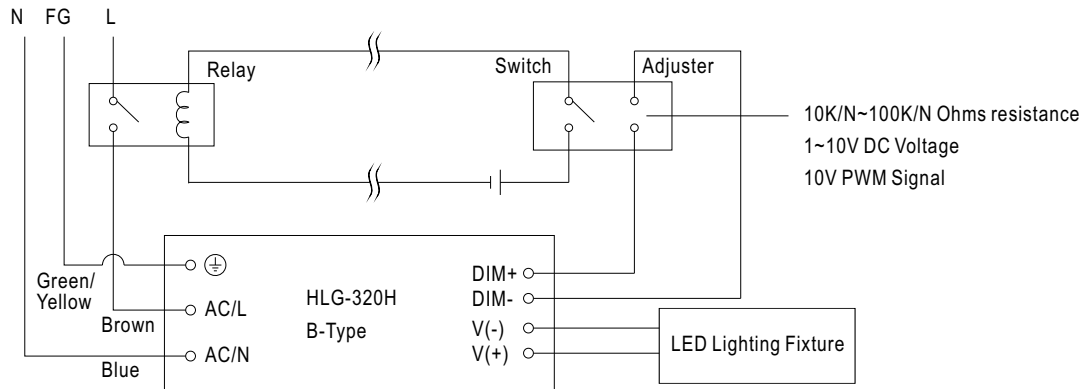 N FG L
Relay
Switch
Adjuster
10K/N~100K/N Ohms resistance
1~10V DC Voltage
10V PWM Signal
Green/
Yellow
Brown
Blue
AC/L
AC/N
HLG-320H
B-Type
DIM+
DIM-
V(-)
V(+)
LED Lighting Fixture